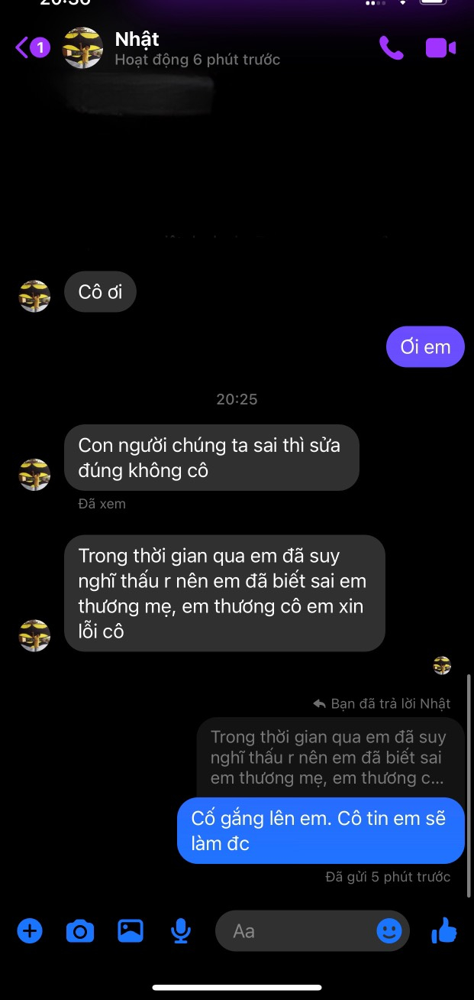 1
Nhật
Hoạt động 6 phút trước
Cô ơi
Ơi em
20:25
Con người chúng ta sai thì sửa
đúng không cô
Đã xem
Trong thời gian qua em đã suy
nghĩ thấu r nên em đã biết sai em
thương mẹ, em thương cô em xin
lỗi cô
Bạn đã trả lời Nhật
Trong thời gian qua em đã suy
nghĩ thấu r nên em đã biết sai
em thương mẹ, em thương c...
Cố gắng lên em. Cô tin em sẽ
làm đc
Đã gửi 5 phút trước
Aa